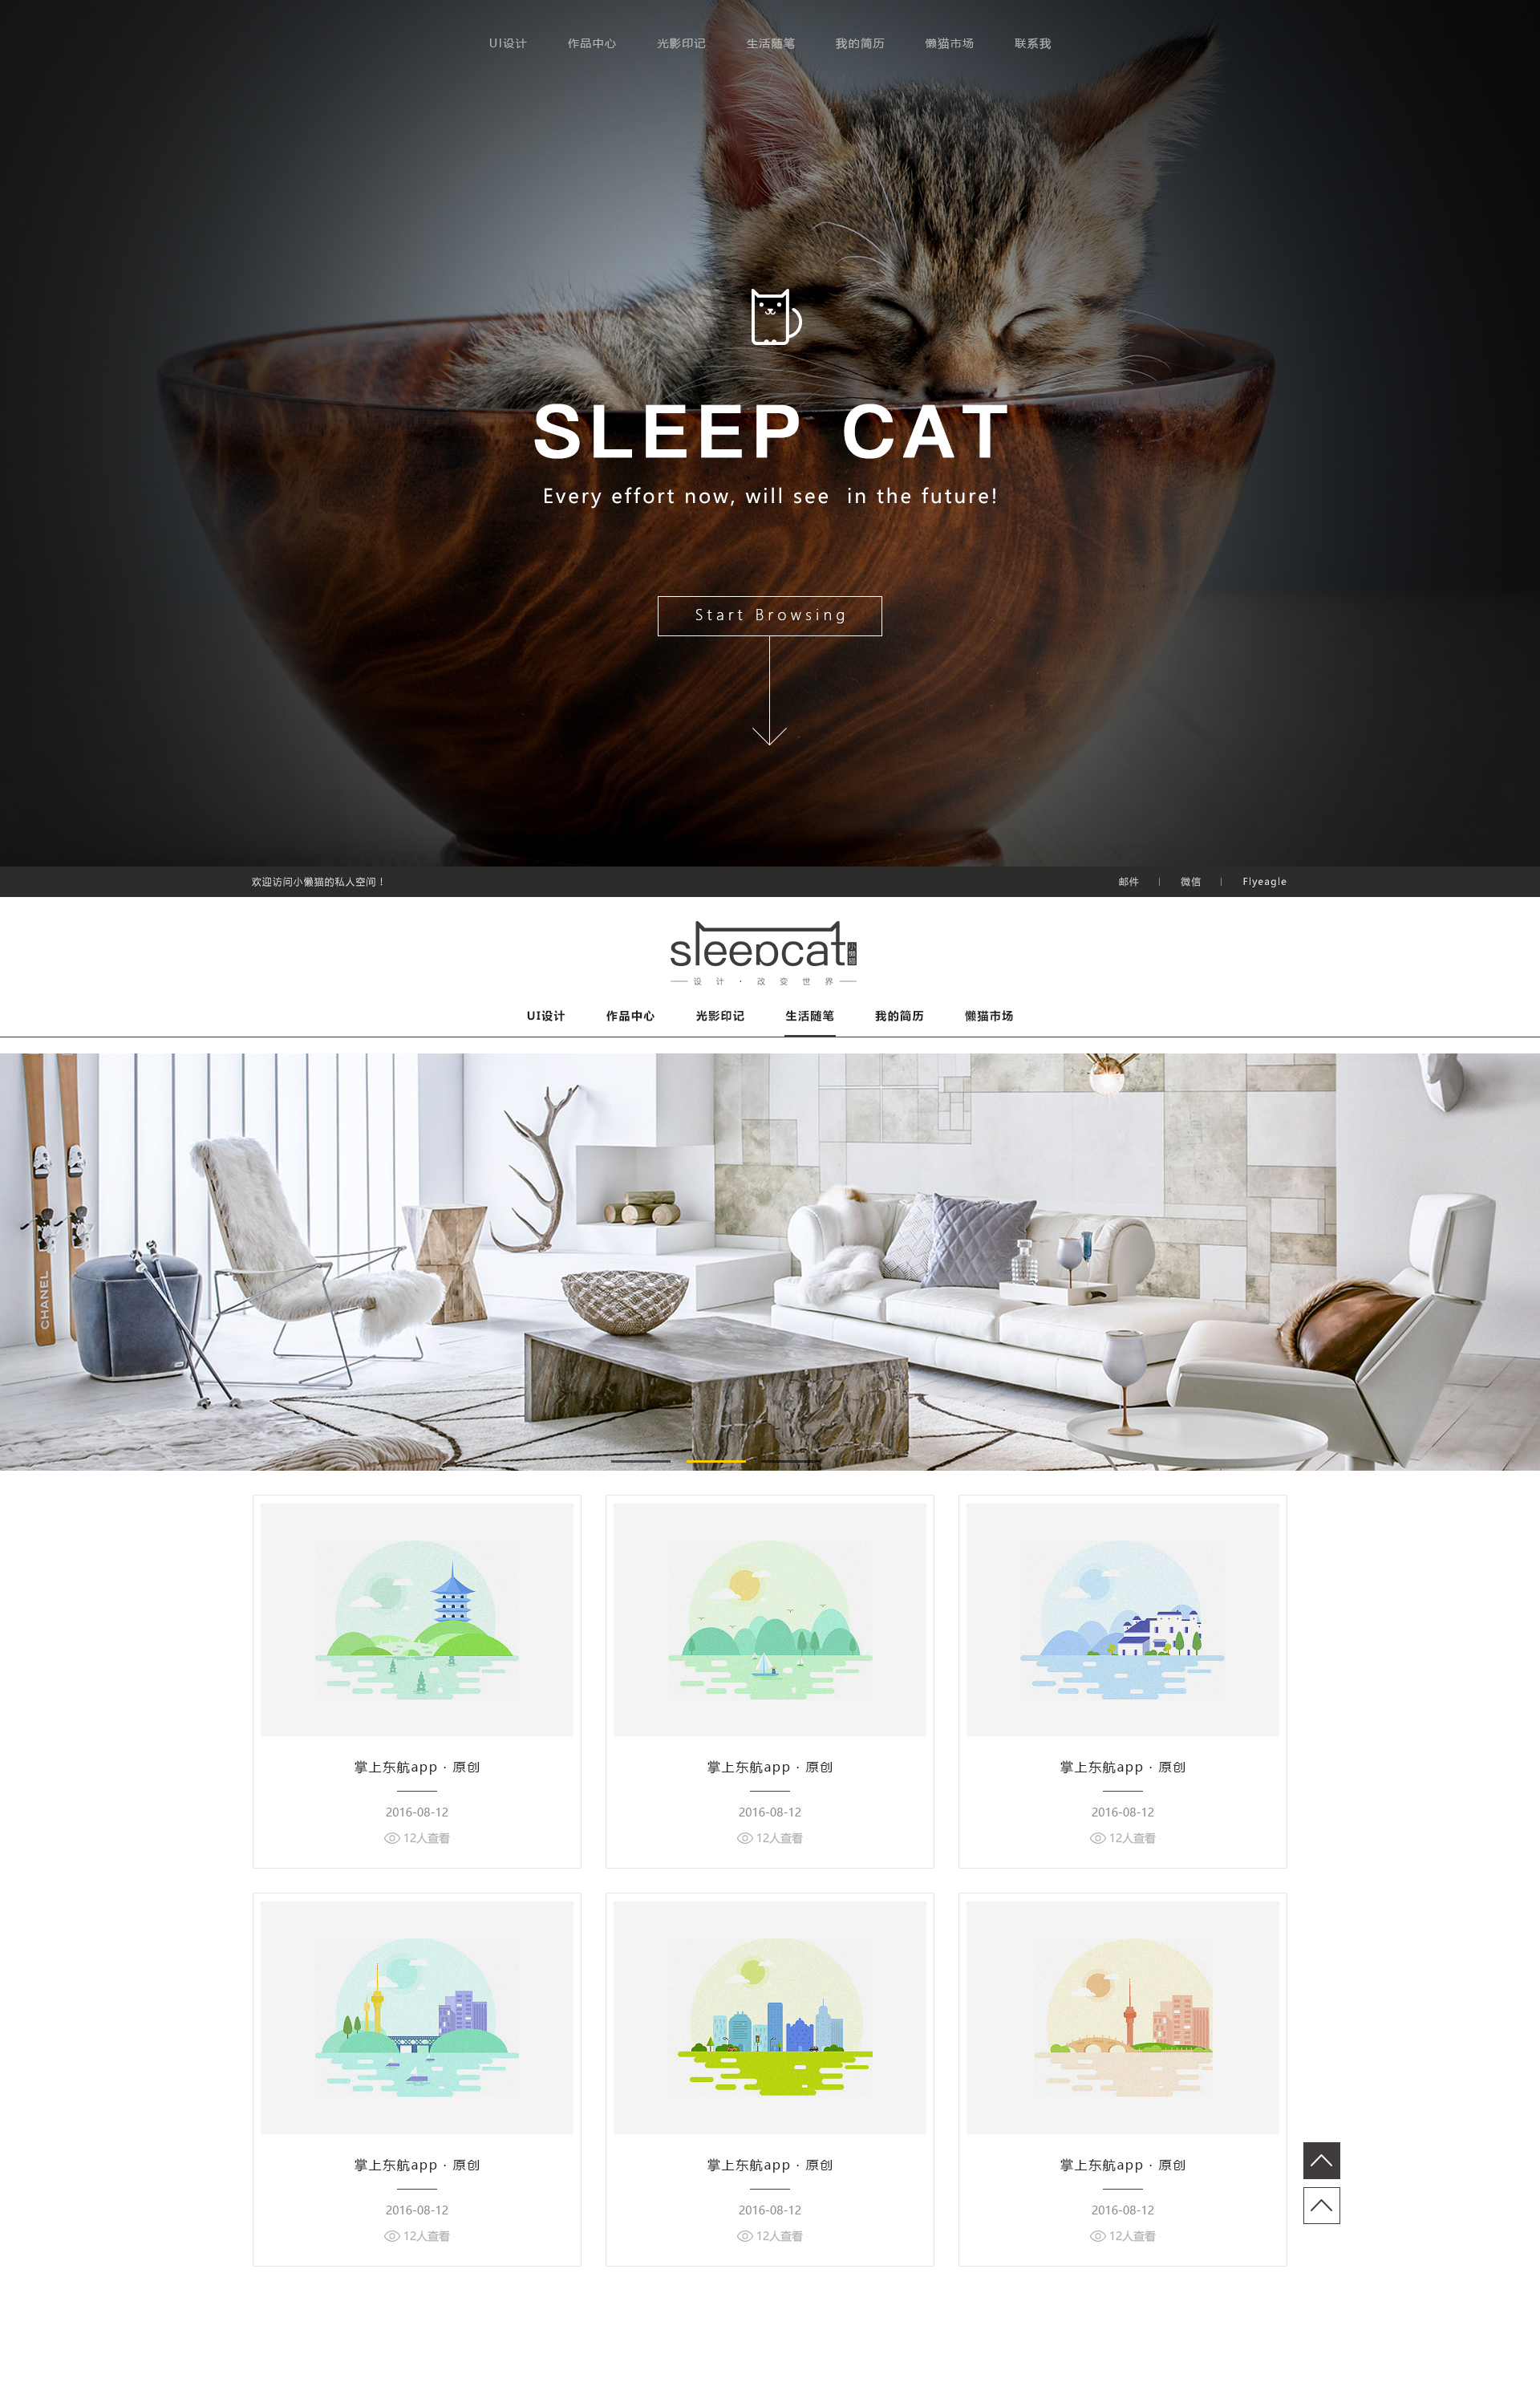 UI设计 作品中心 光影印记 生活随笔 我的简历 懒猫市场 联系我
SLEEP CAT
Every effort now, will see in the future!
Start Browsing
欢迎访问小懒猫的私人空间！ 邮件 | 微信 | Flyeagle
sleepcat 小懒猫
设计·改变世界
UI设计 作品中心 光影印记 生活随笔 我的简历 懒猫市场
CHANEL
掌上东航app · 原创
2016-08-12
12人查看
掌上东航app · 原创
2016-08-12
12人查看
掌上东航app · 原创
2016-08-12
12人查看
掌上东航app · 原创
2016-08-12
12人查看
掌上东航app · 原创
2016-08-12
12人查看
掌上东航app · 原创
2016-08-12
12人查看